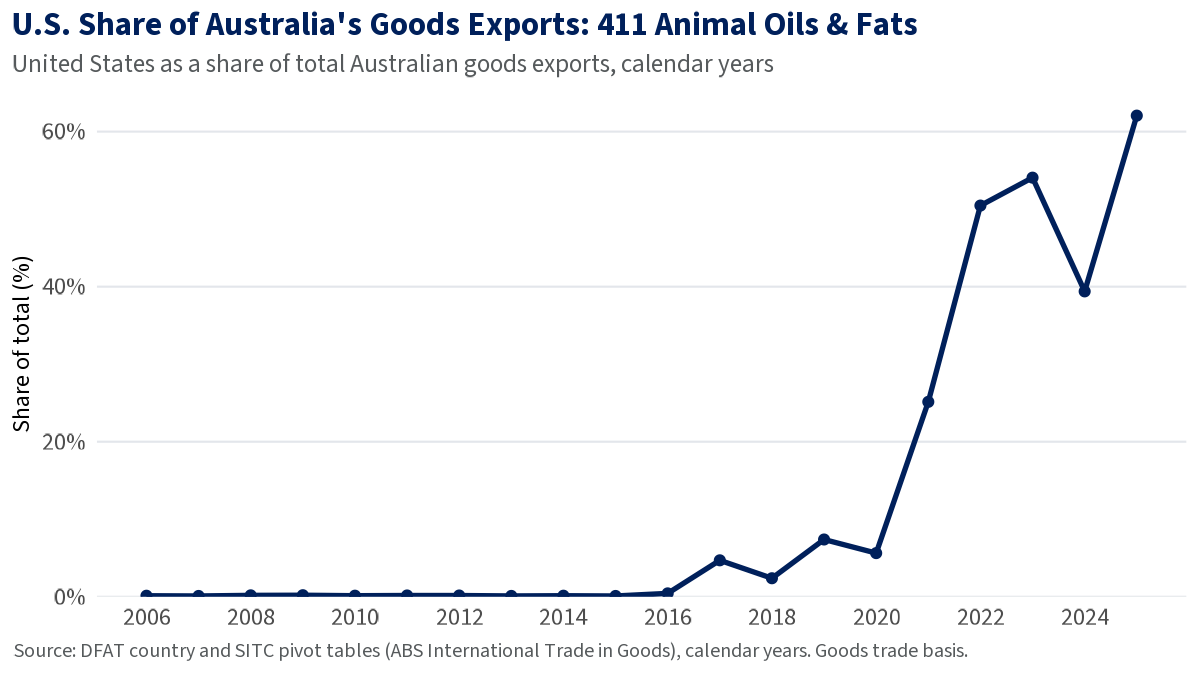 U.S. Share of Australia's Goods Exports: 411 Animal Oils & Fats
United States as a share of total Australian goods exports, calendar years
Share of total (%)
60%
40%
20%
0%
2006 2008 2010 2012 2014 2016 2018 2020 2022 2024
Source: DFAT country and SITC pivot tables (ABS International Trade in Goods), calendar years. Goods trade basis.